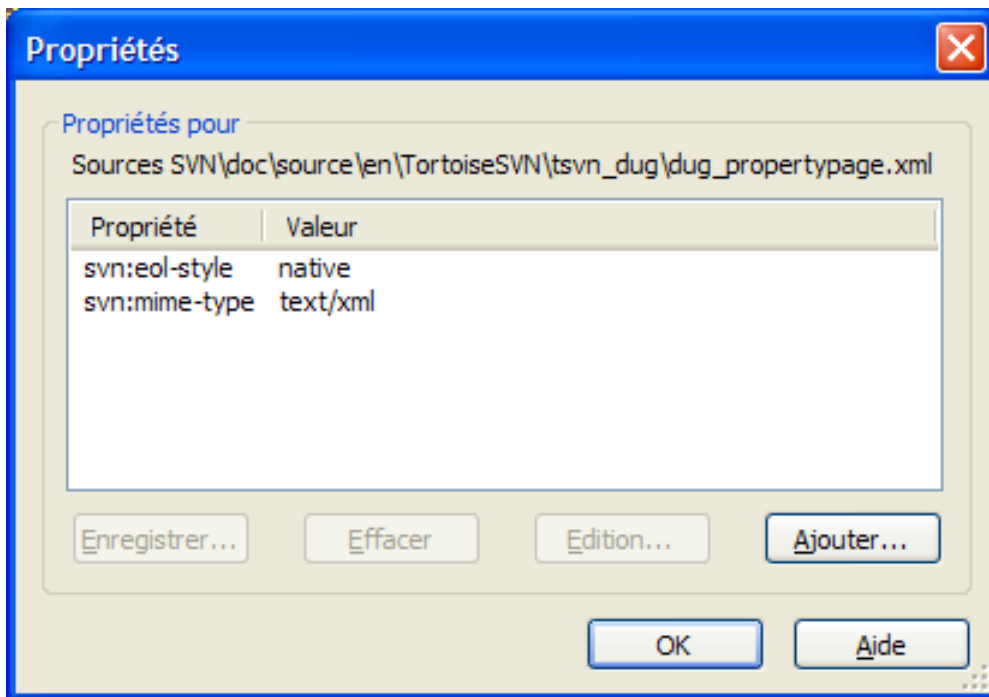 Propriétés
Propriétés pour
Sources SVN\doc\source\en\TortoiseSVN\tsvn_dug\dug_propertypage.xml
Propriété Valeur
svn:eol-style native
svn:mime-type text/xml
Enregistrer... Effacer Edition... Ajouter...
OK Aide